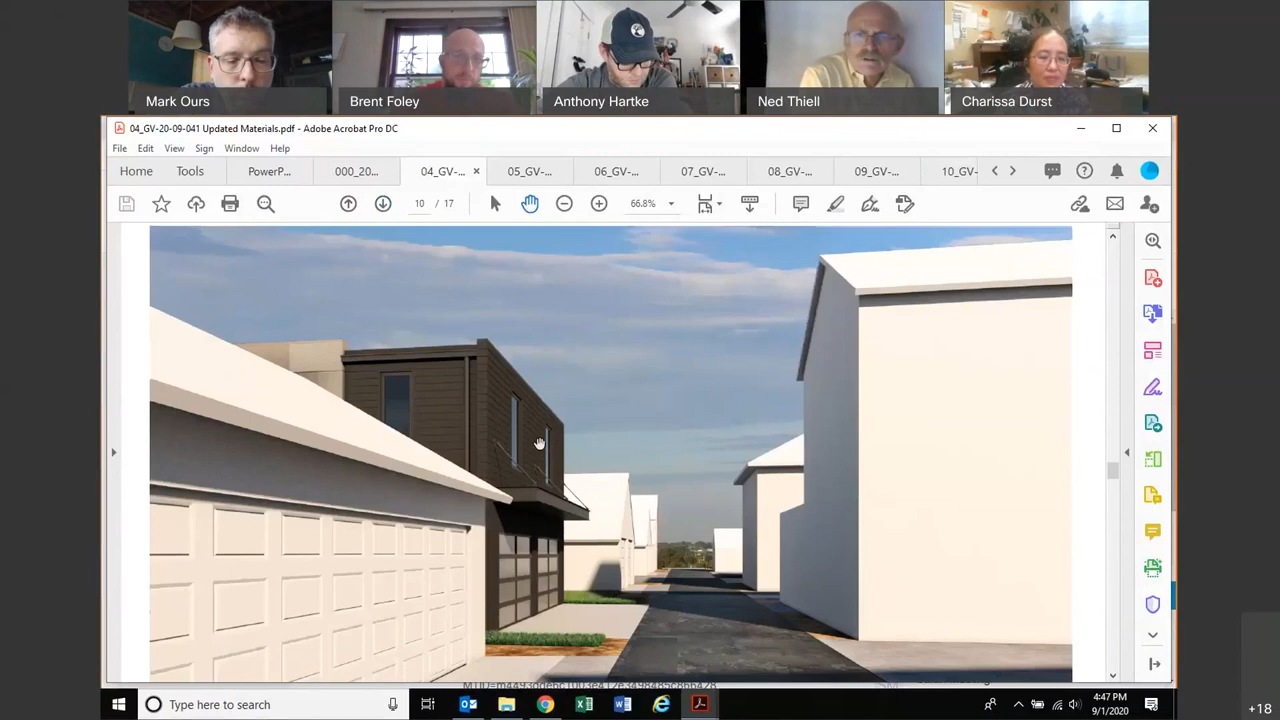 Mark Ours
Brent Foley
Anthony Hartke
Ned Thiell
Charissa Durst
04_GV-20-09-041 Updated Materials.pdf - Adobe Acrobat Pro DC
File Edit View Sign Window Help
Home Tools PowerP... 000_20... 04_GV-... × 05_GV-... 06_GV-... 07_GV-... 08_GV-... 09_GV-... 10_GV-
10 / 17 66.8%
Type here to search
4:47 PM
9/1/2020
+18